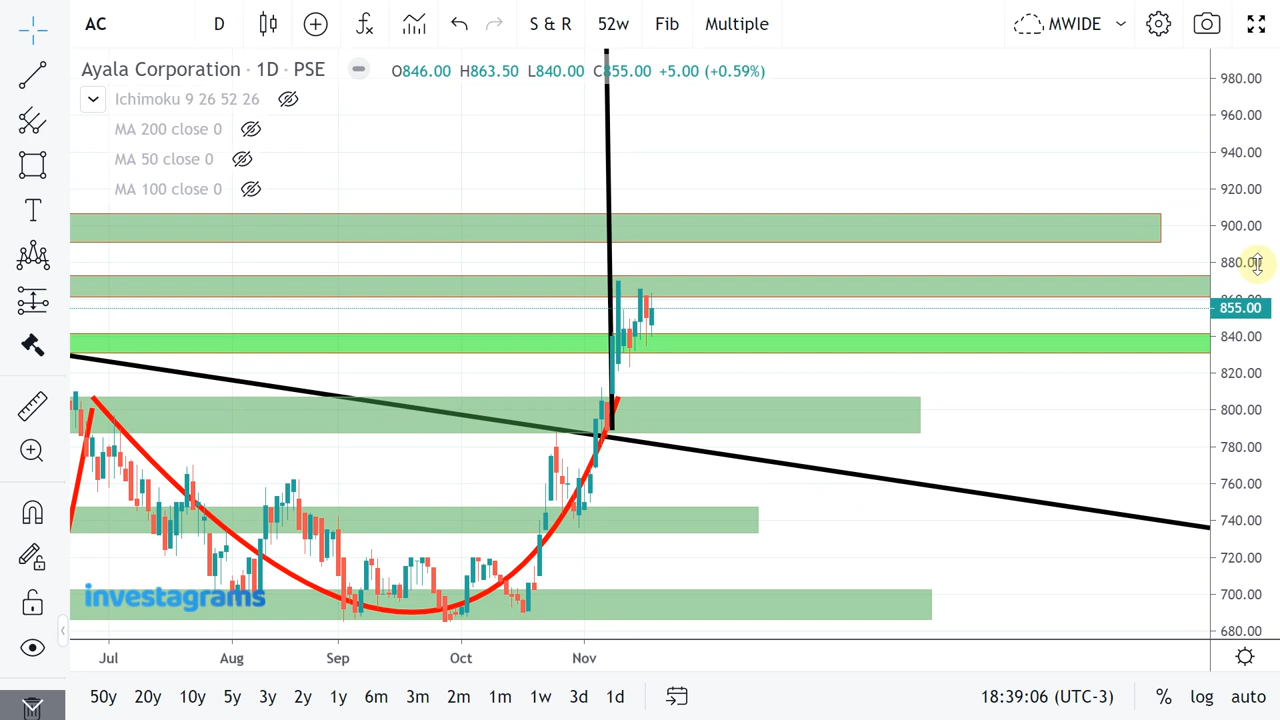 AC D S & R 52w Fib Multiple MWIDE
Ayala Corporation · 1D · PSE O846.00 H863.50 L840.00 C855.00 +5.00 (+0.59%)
Ichimoku 9 26 52 26
MA 200 close 0
MA 50 close 0
MA 100 close 0
980.00
960.00
940.00
920.00
900.00
880.00
860.00
855.00
840.00
820.00
800.00
780.00
760.00
740.00
720.00
700.00
680.00
investagrams
Jul Aug Sep Oct Nov
50y 20y 10y 5y 3y 2y 1y 6m 3m 2m 1m 1w 3d 1d 18:39:06 (UTC-3) % log auto